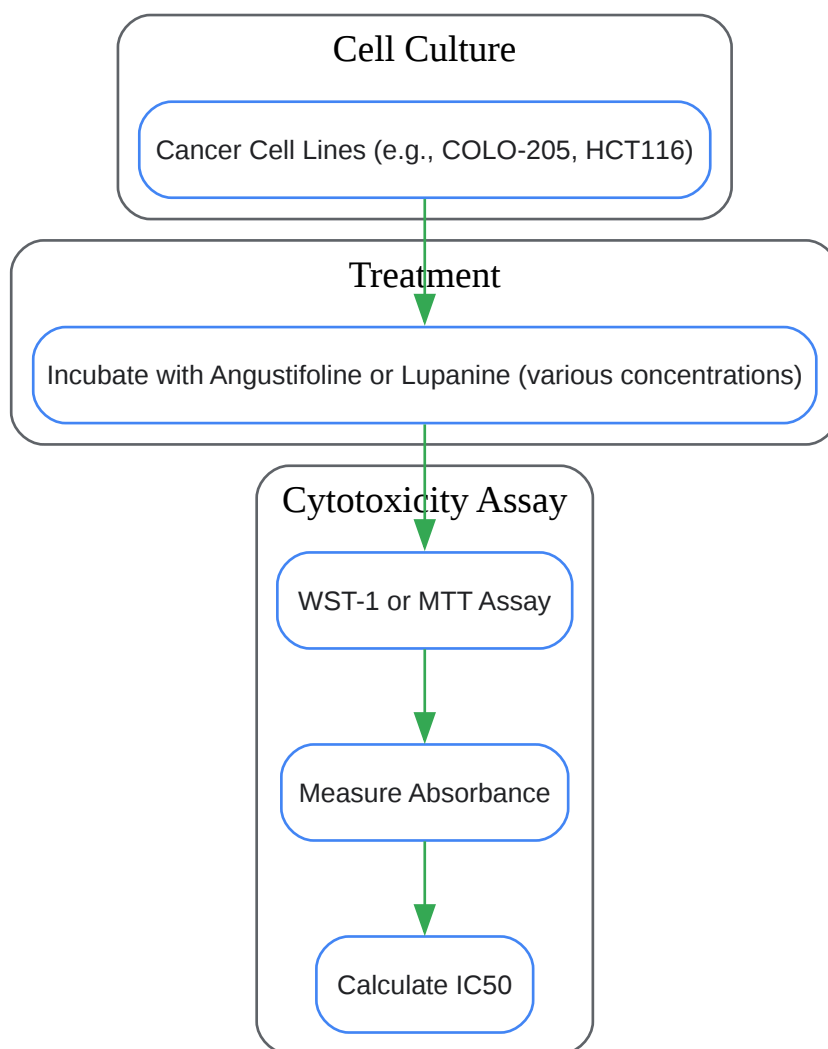 Cell Culture
Cancer Cell Lines (e.g., COLO-205, HCT116)
Treatment
Incubate with Angustifoline or Lupanine (various concentrations)
Cytotoxicity Assay
WST-1 or MTT Assay
Measure Absorbance
Calculate IC50